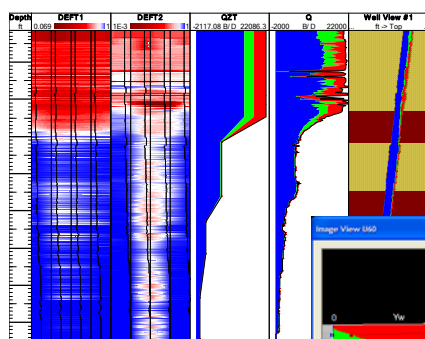 Depth DEFT1 DEFT2 QZT Q Well View #1
ft 0.069 1 1E-3 1 -2117.08 B/D 22086.3 -2000 B/D 22000 ft -> Top
Image View (360
0 Yw